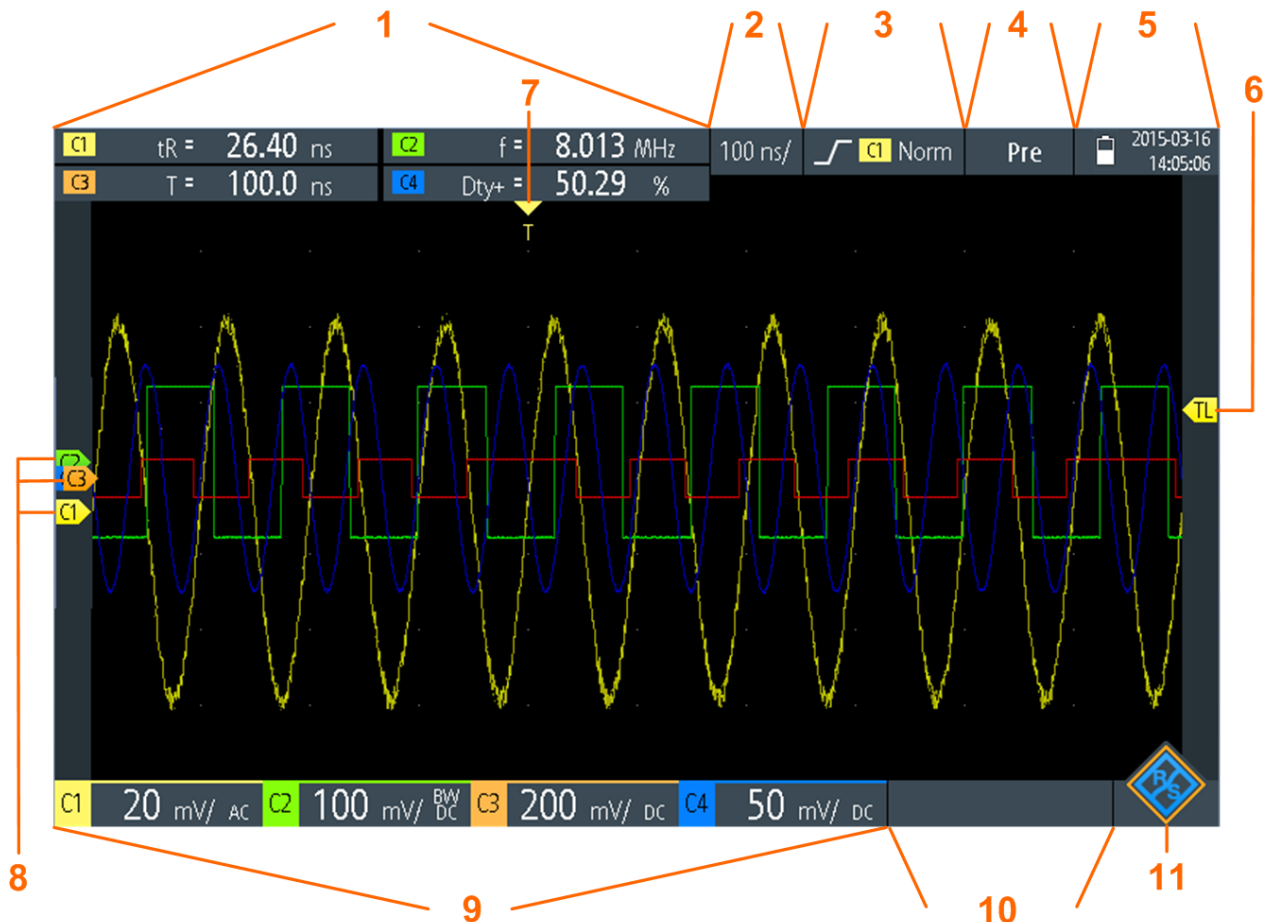 1 2 3 4 5
7 6
C1 tR = 26.40 ns C2 f = 8.013 MHz 100 ns/ C1 Norm Pre 2015-03-16
C3 T = 100.0 ns C4 Dty+ = 50.29 % 14:05:06
T
TL
C2
8 C3
C1
C1 20 mV/ AC C2 100 mV/ BW DC C3 200 mV/ DC C4 50 mV/ DC R S
9 10 11